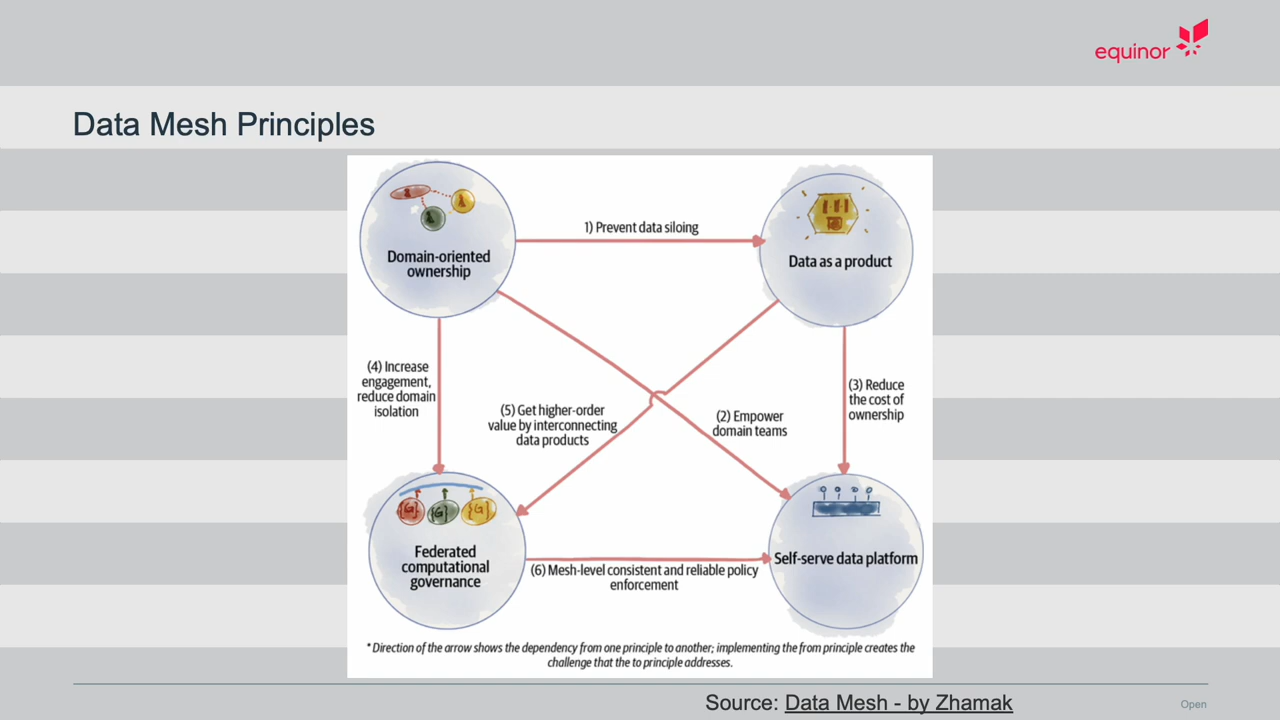 equinor
Data Mesh Principles
Domain-oriented
ownership
1) Prevent data siloing
Data as a product
(4) Increase
engagement,
reduce domain
isolation
(5) Get higher-order
value by interconnecting
data products
(2) Empower
domain teams
(3) Reduce
the cost of
ownership
{G} {G} {G}
Federated
computational
governance
(6) Mesh-level consistent and reliable policy
enforcement
Self-serve data platform
* Direction of the arrow shows the dependency from one principle to another; implementing the from principle creates the
challenge that the to principle addresses.
Source: Data Mesh - by Zhamak
Open